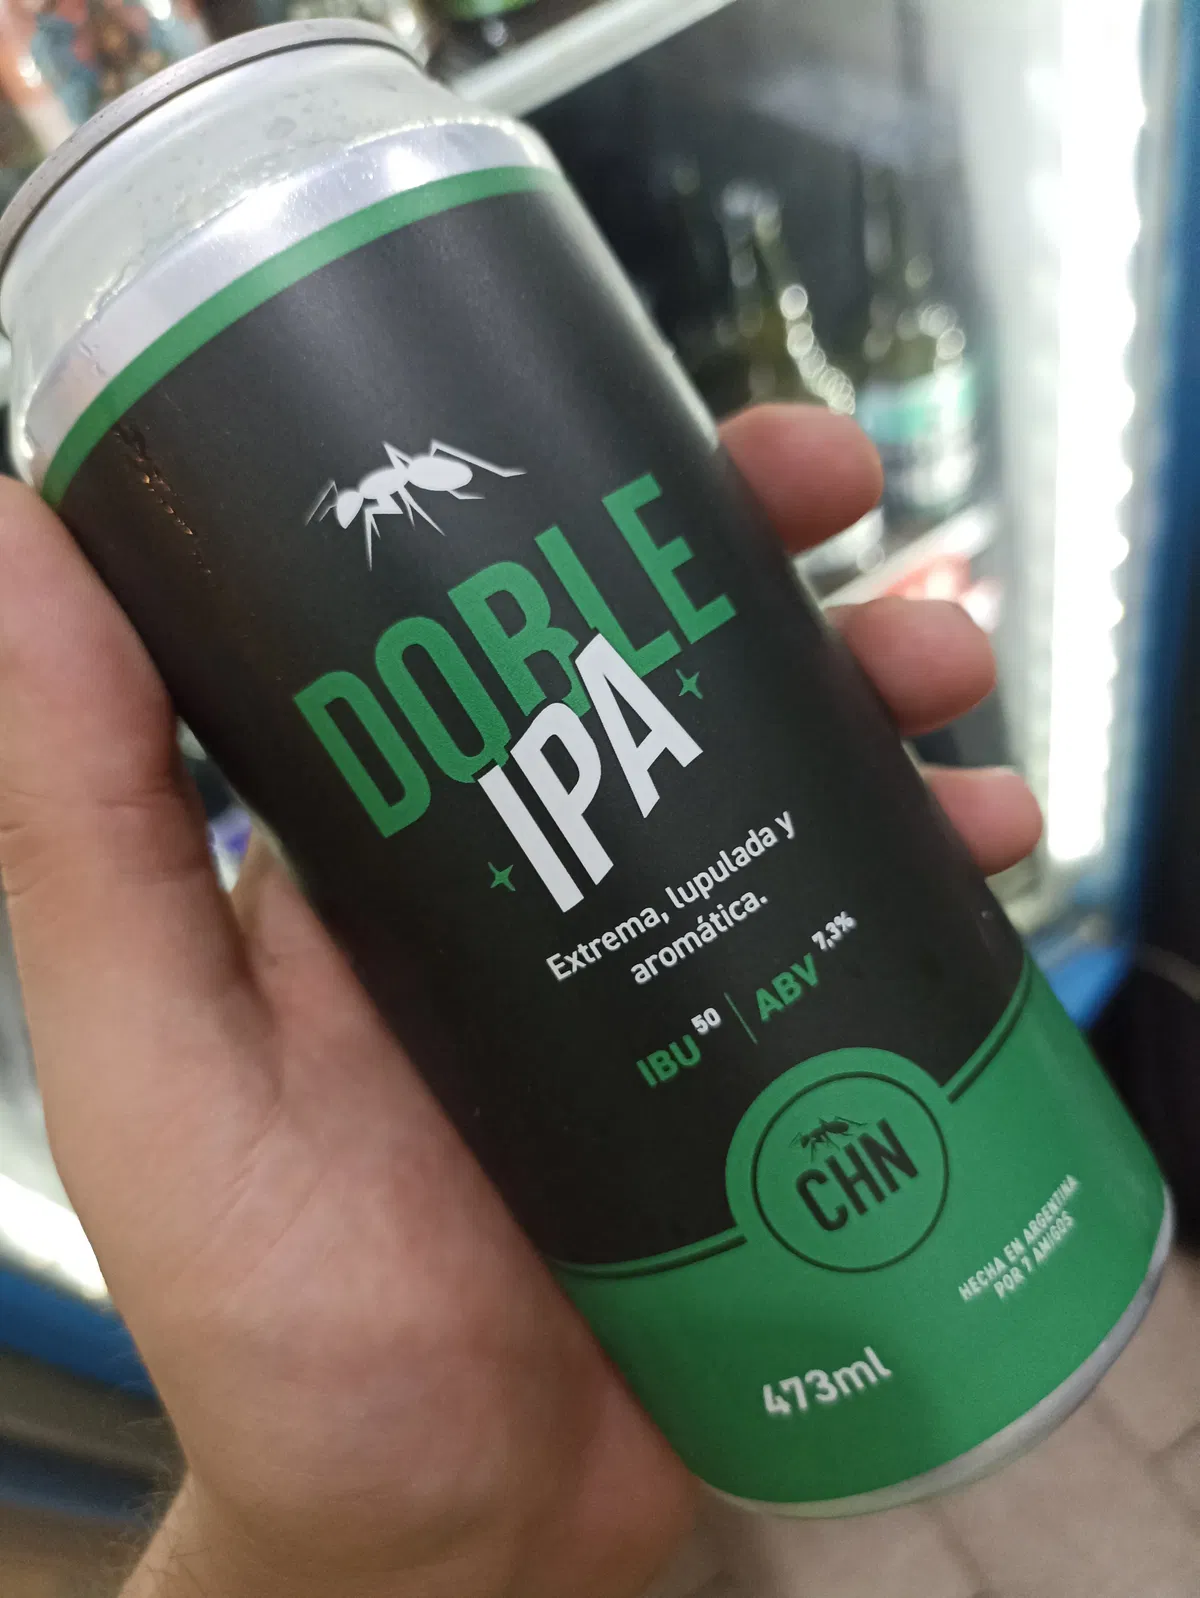 DOBLE
IPA
Extrema, lupulada y
aromática.
IBU 50 | ABV 7,3%
CHN
HECHA EN ARGENTINA
POR 7 AMIGOS
473ml